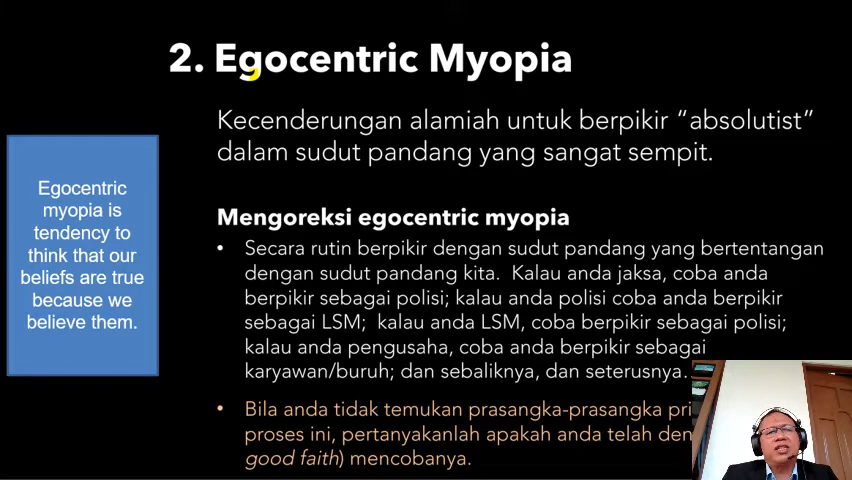 2. Egocentric Myopia
Kecenderungan alamiah untuk berpikir “absolutist”
dalam sudut pandang yang sangat sempit.
Egocentric
myopia is
tendency to
think that our
beliefs are true
because we
believe them.
Mengoreksi egocentric myopia
• Secara rutin berpikir dengan sudut pandang yang bertentangan
dengan sudut pandang kita. Kalau anda jaksa, coba anda
berpikir sebagai polisi; kalau anda polisi coba anda berpikir
sebagai LSM; kalau anda LSM, coba berpikir sebagai polisi;
kalau anda pengusaha, coba anda berpikir sebagai
karyawan/buruh; dan sebaliknya, dan seterusnya.
• Bila anda tidak temukan prasangka-prasangka
proses ini, pertanyakanlah apakah anda telah
good faith) mencobanya.